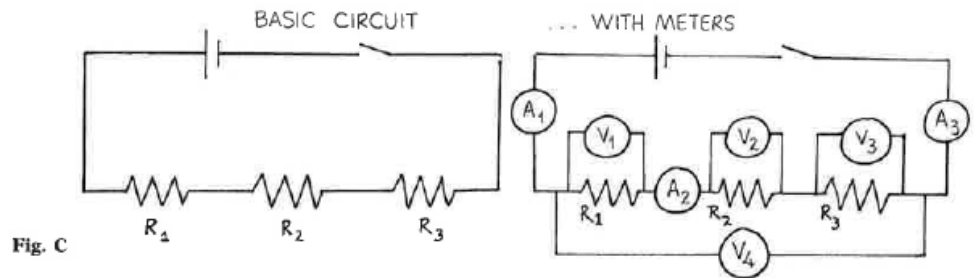 BASIC CIRCUIT
... WITH METERS
A1
A3
V1
V2
V3
A2
R1
R2
R3
R1
R2
R3
Fig. C
V4